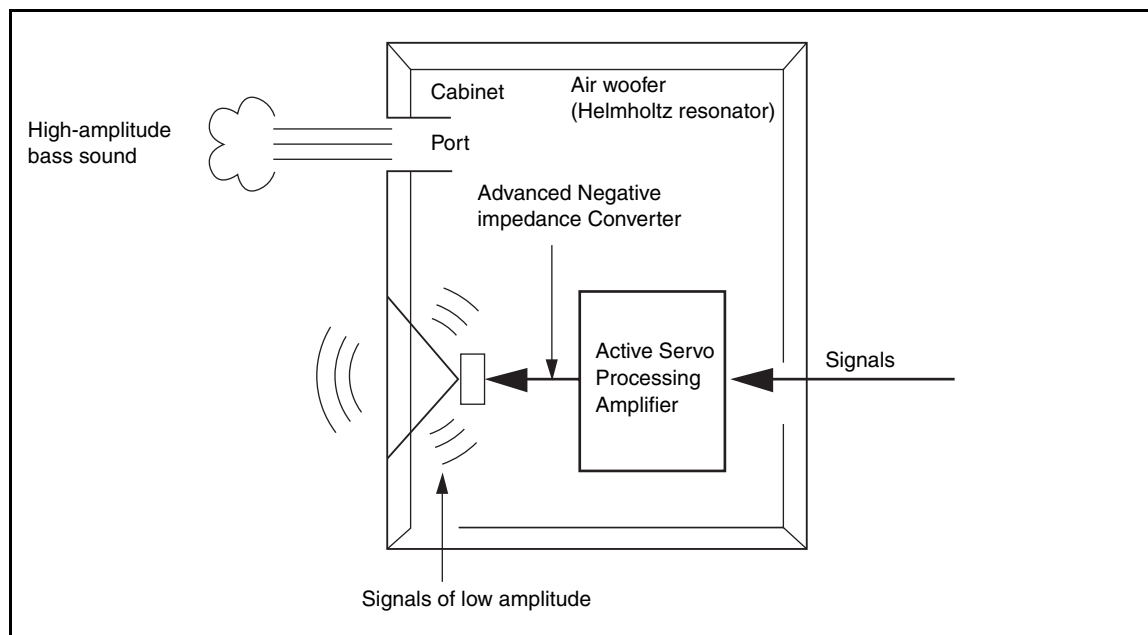 Cabinet
Air woofer
(Helmholtz resonator)
High-amplitude
bass sound
Port
Advanced Negative
impedance Converter
Active Servo
Processing
Amplifier
Signals
Signals of low amplitude